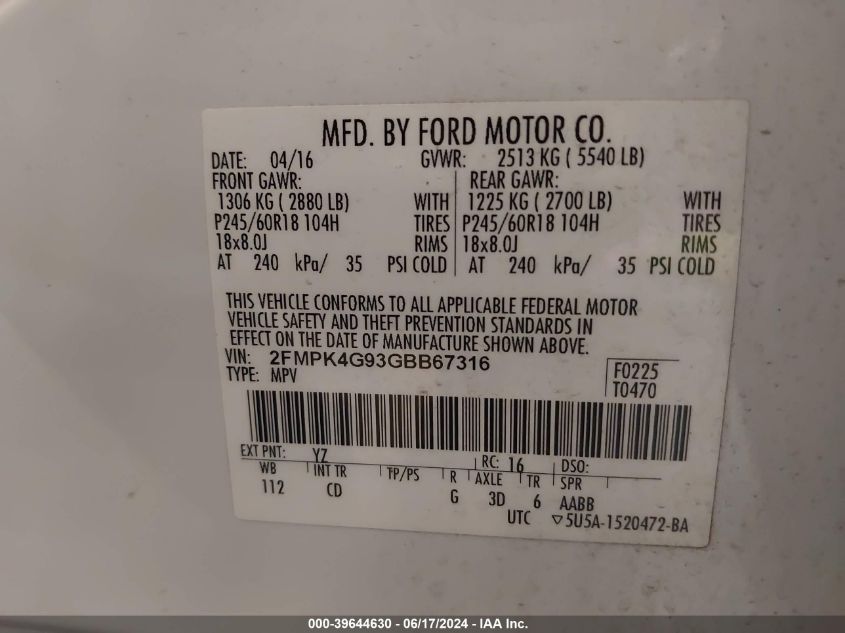 MFD. BY FORD MOTOR CO.
DATE: 04/16 GVWR: 2513 KG ( 5540 LB)
FRONT GAWR: REAR GAWR:
1306 KG ( 2880 LB) WITH 1225 KG ( 2700 LB) WITH
P245/60R18 104H TIRES P245/60R18 104H TIRES
18x8.0J RIMS 18x8.0J RIMS
AT 240 kPa/ 35 PSI COLD AT 240 kPa/ 35 PSI COLD
THIS VEHICLE CONFORMS TO ALL APPLICABLE FEDERAL MOTOR
VEHICLE SAFETY AND THEFT PREVENTION STANDARDS IN
EFFECT ON THE DATE OF MANUFACTURE SHOWN ABOVE.
VIN: 2FMPK4G93GBB67316
TYPE: MPV
F0225
T0470
EXT PNT: YZ RC: 16 DSO:
WB INT TR TP/PS R AXLE TR SPR
112 CD G 3D 6 AABB
UTC ▽5U5A-1520472-BA
000-39644630 / 06/17/2024 - IAA Inc.